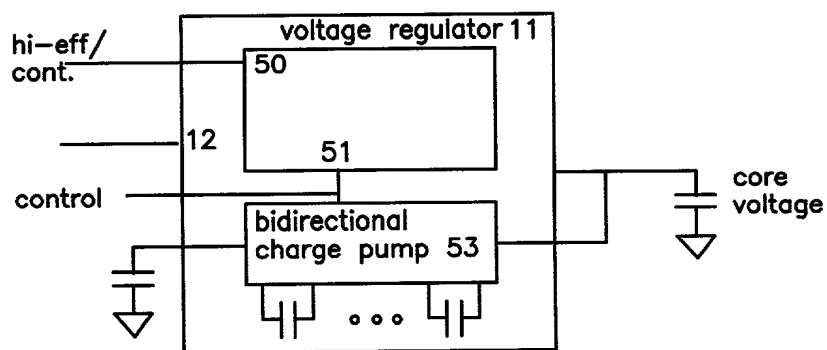 voltage regulator 11
hi-eff/
cont.
50
12
51
control
core
voltage
bidirectional
charge pump 53